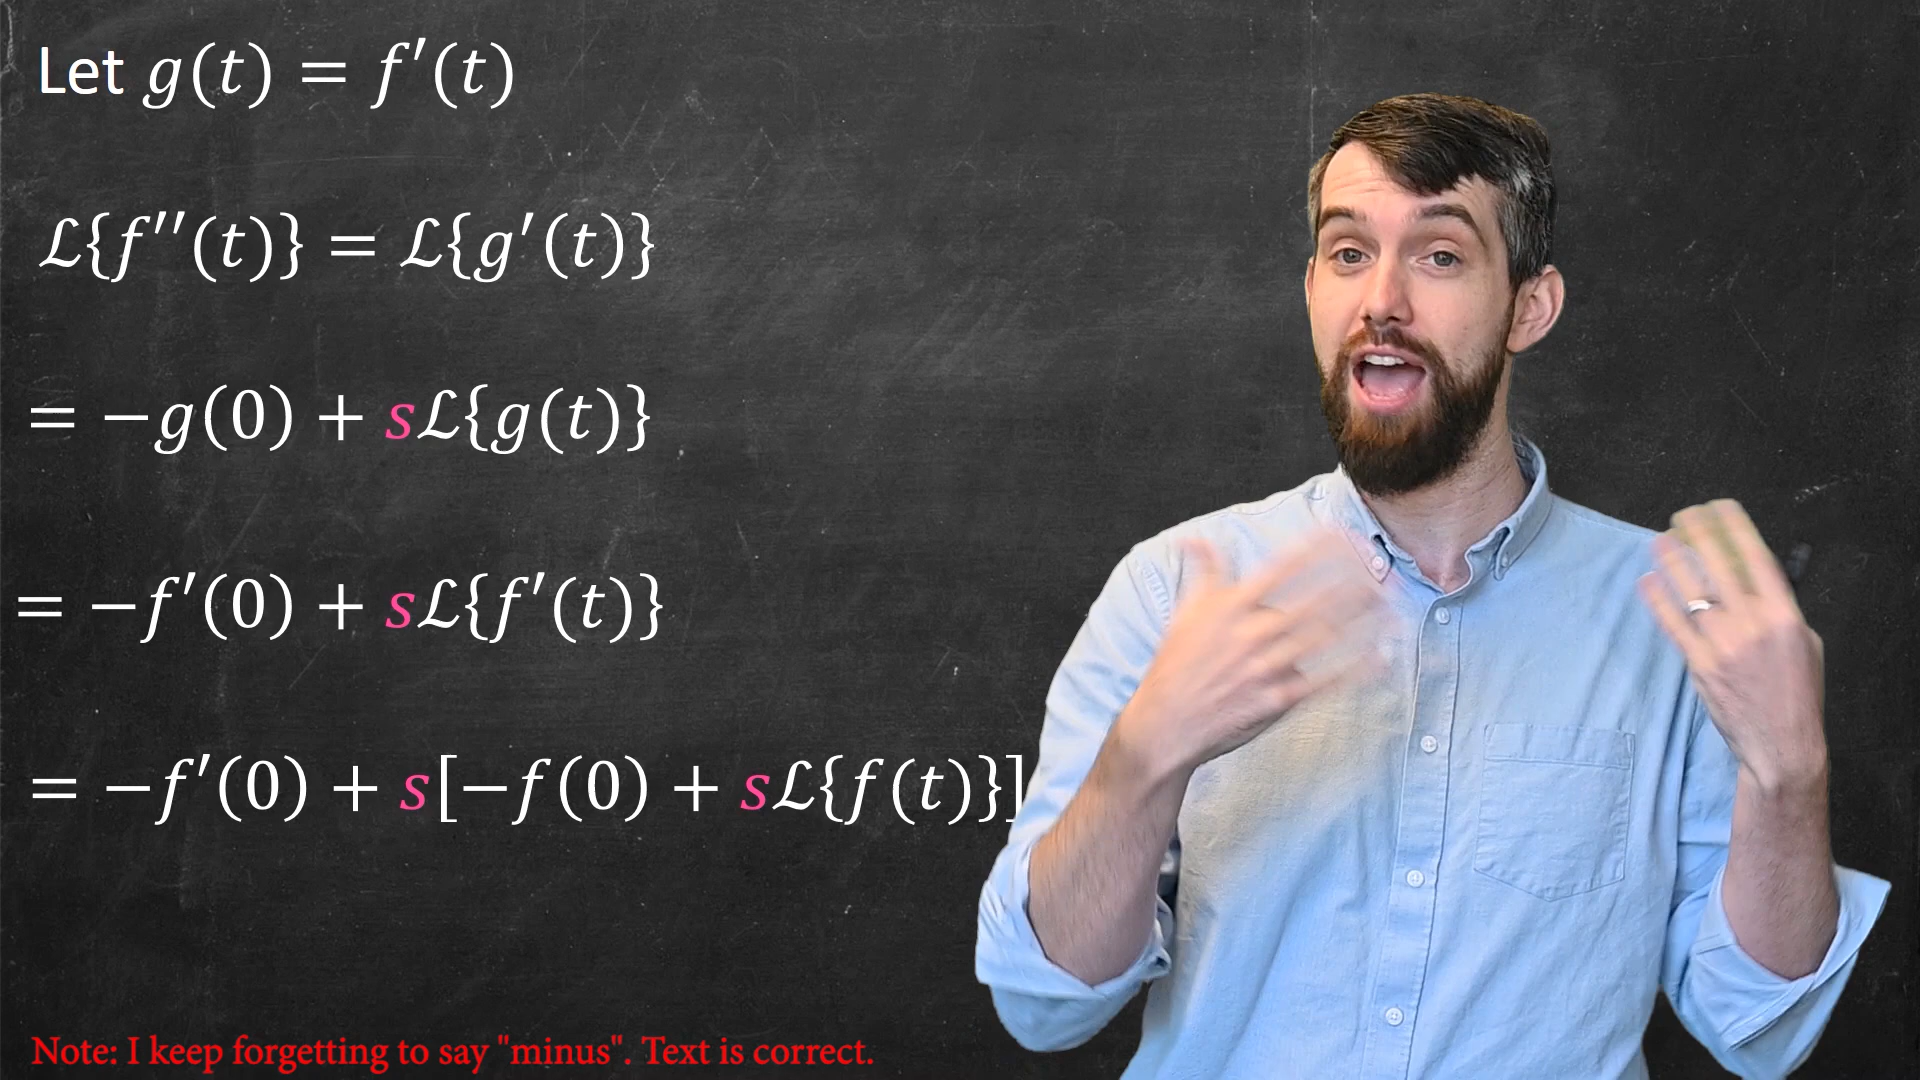 Let g(t) = f′(t)
ℒ{f″(t)} = ℒ{g′(t)}
= −g(0) + sℒ{g(t)}
= −f′(0) + sℒ{f′(t)}
= −f′(0) + s[−f(0) + sℒ{f(t)}]
Note: I keep forgetting to say "minus". Text is correct.